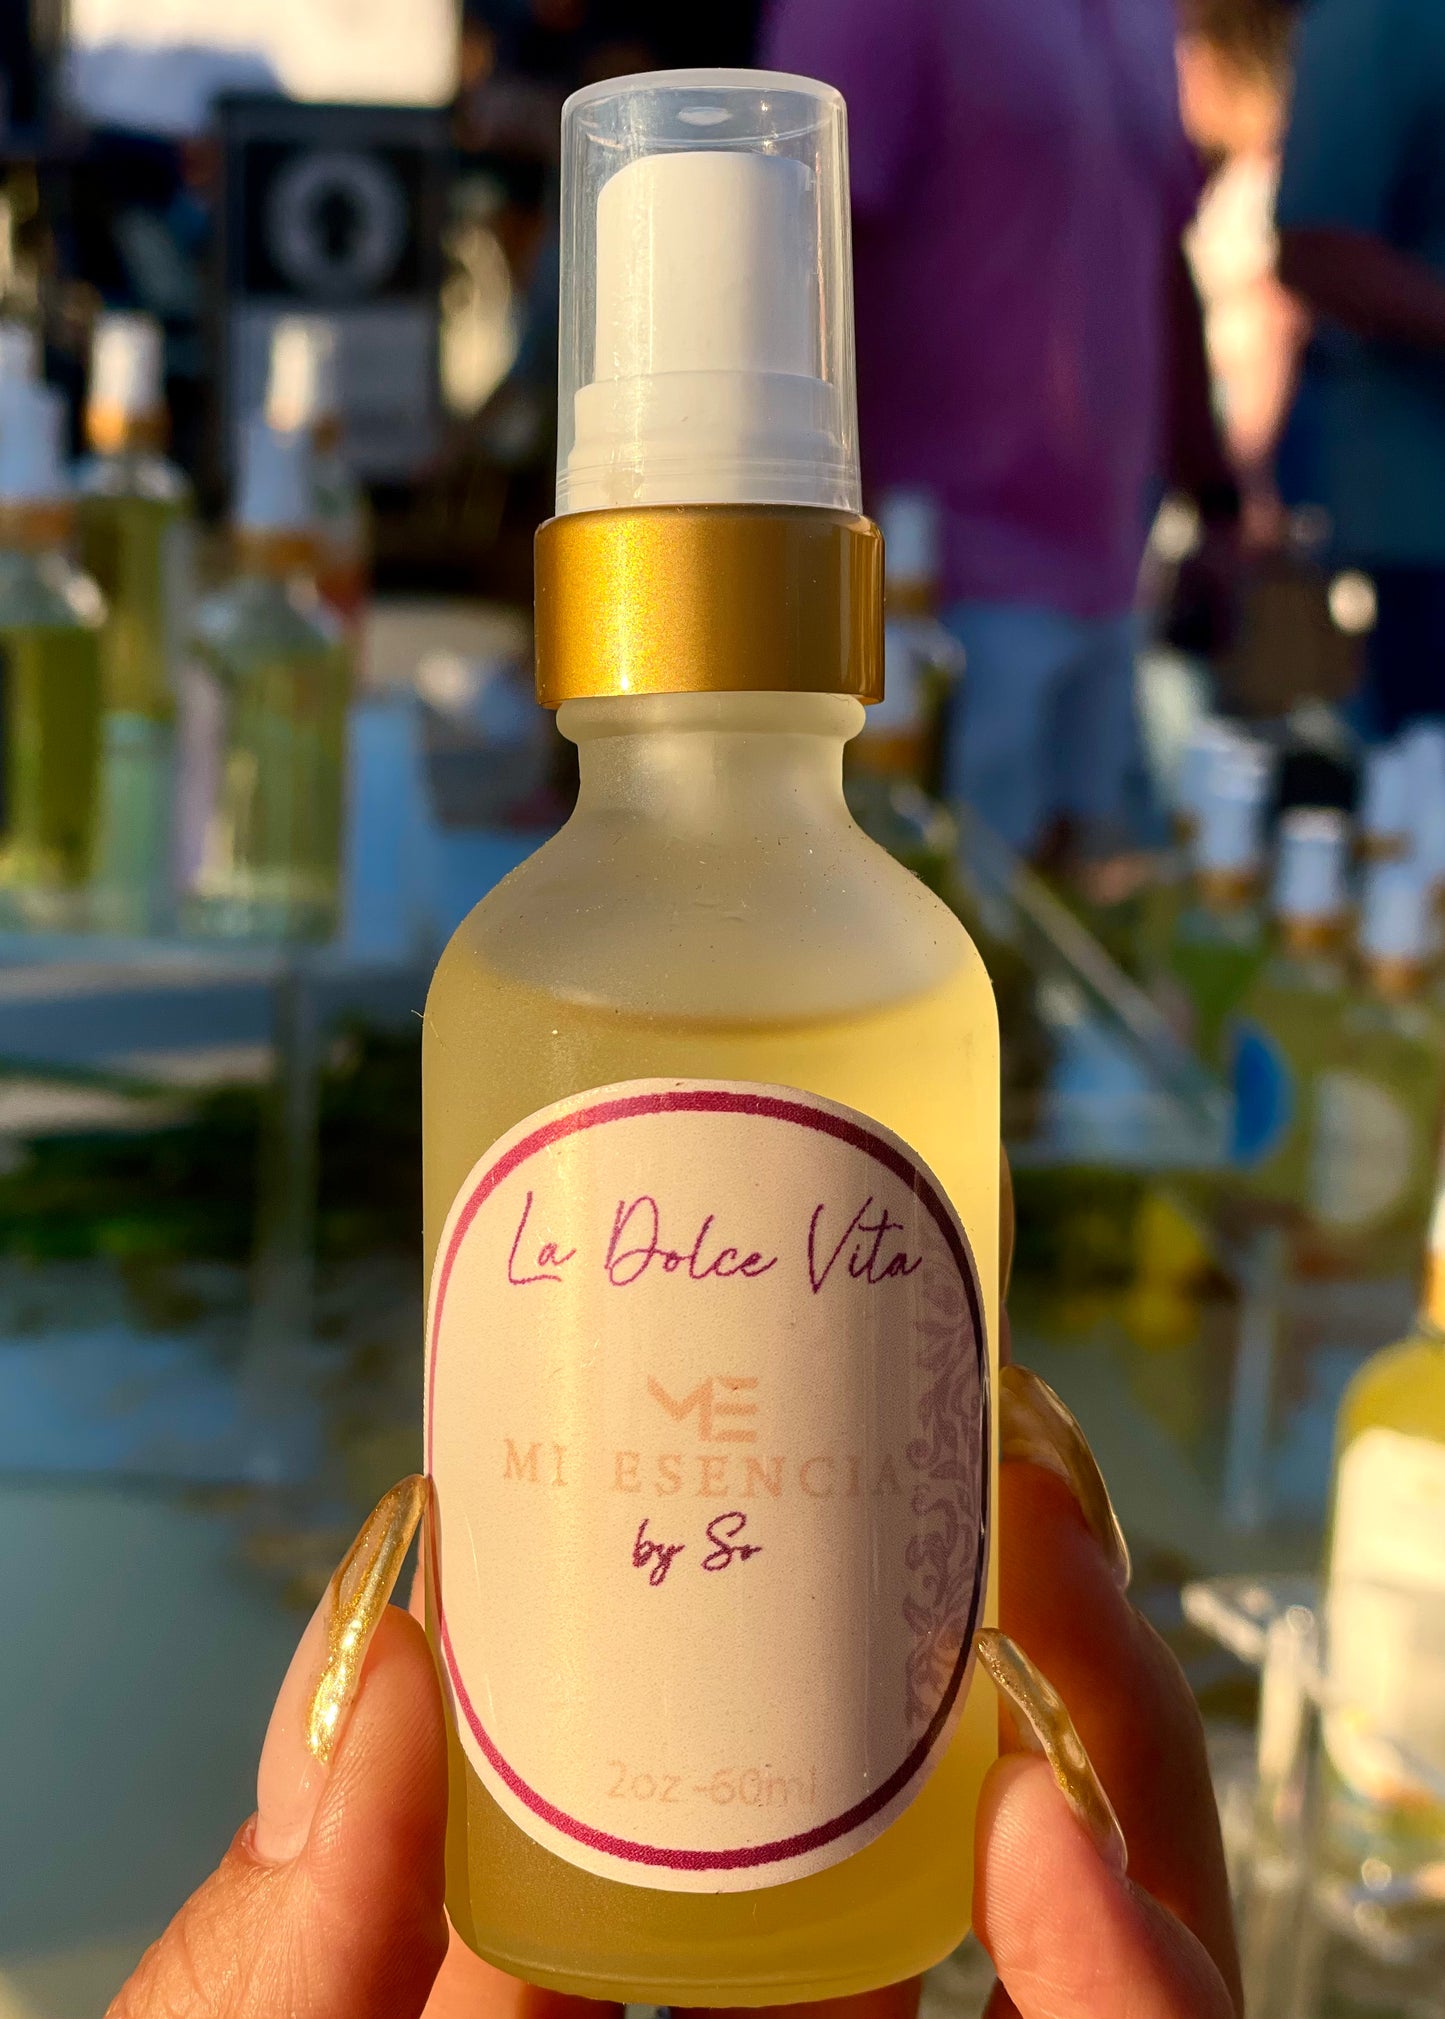 La Dolce Vita
ME
MI ESENCIA
by So
2oz-60ml